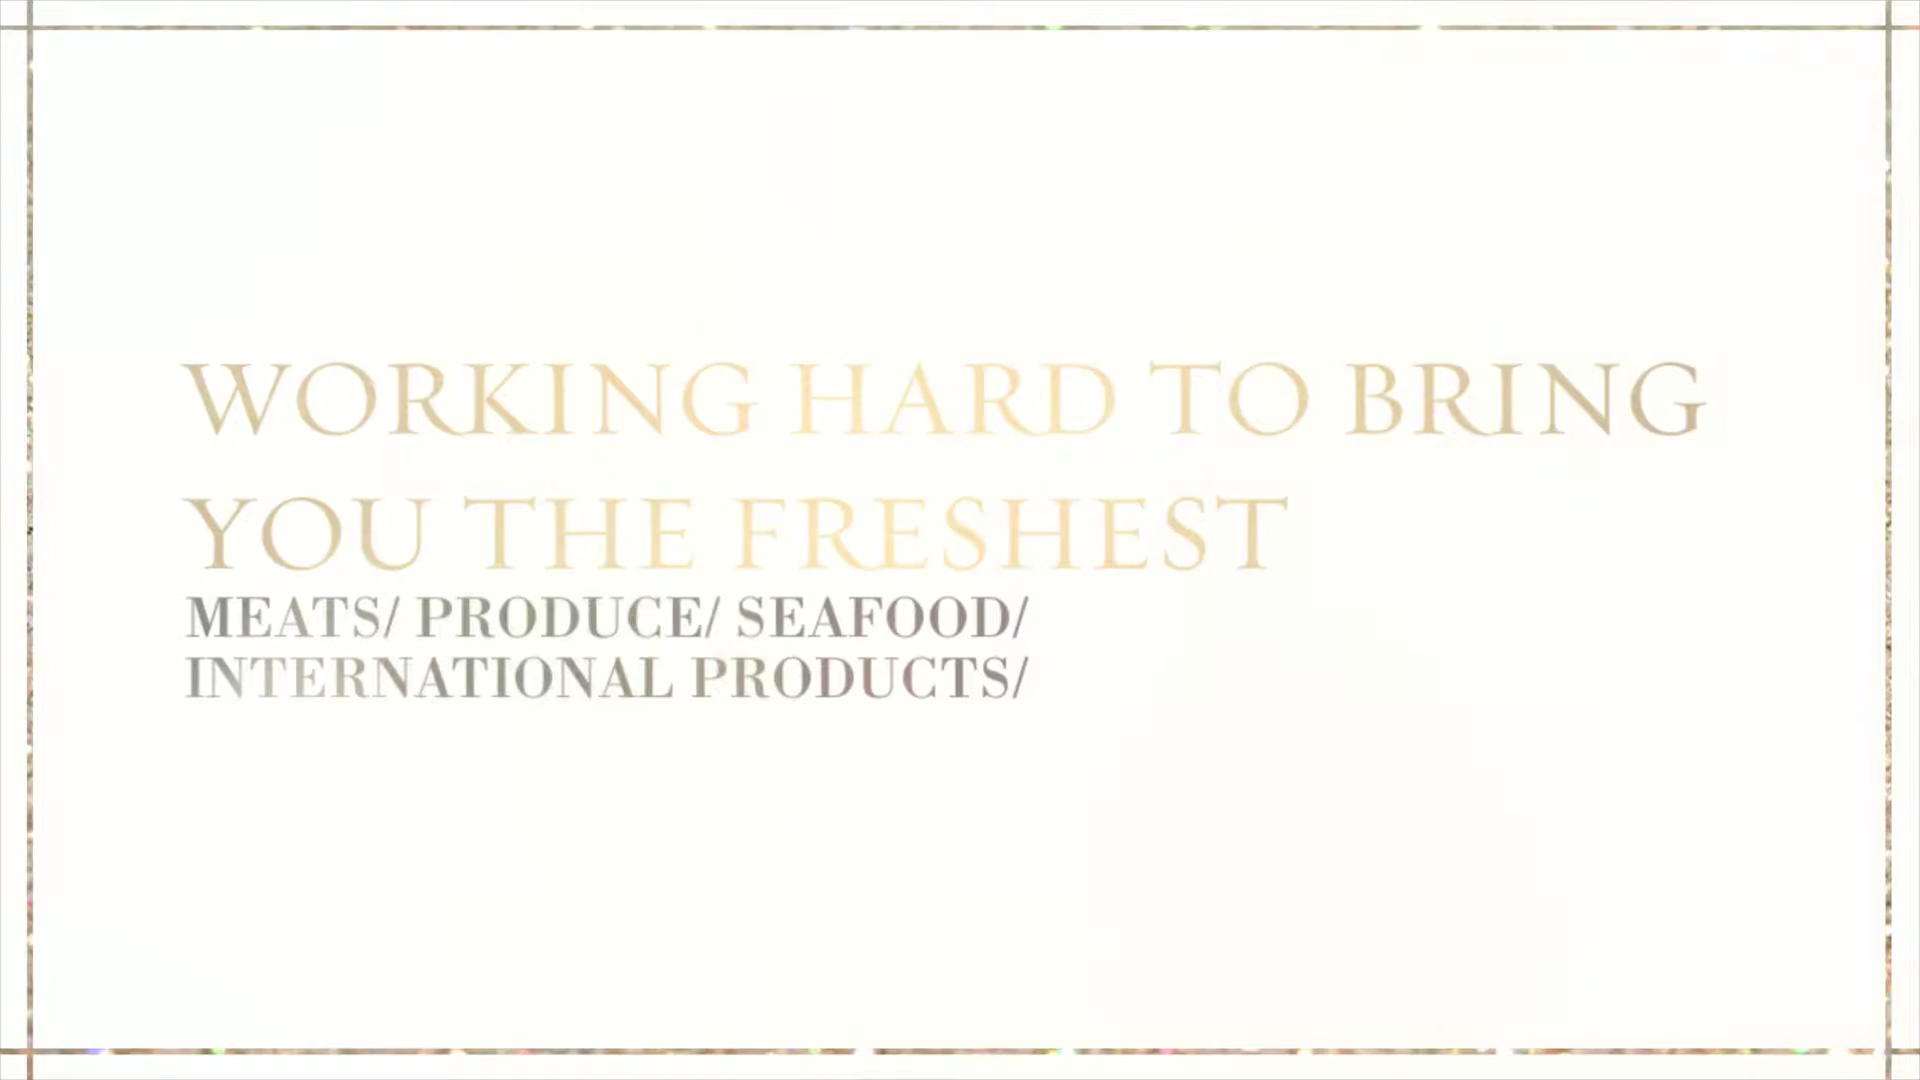 WORKING HARD TO BRING
YOU THE FRESHEST
MEATS/ PRODUCE/ SEAFOOD/
INTERNATIONAL PRODUCTS/